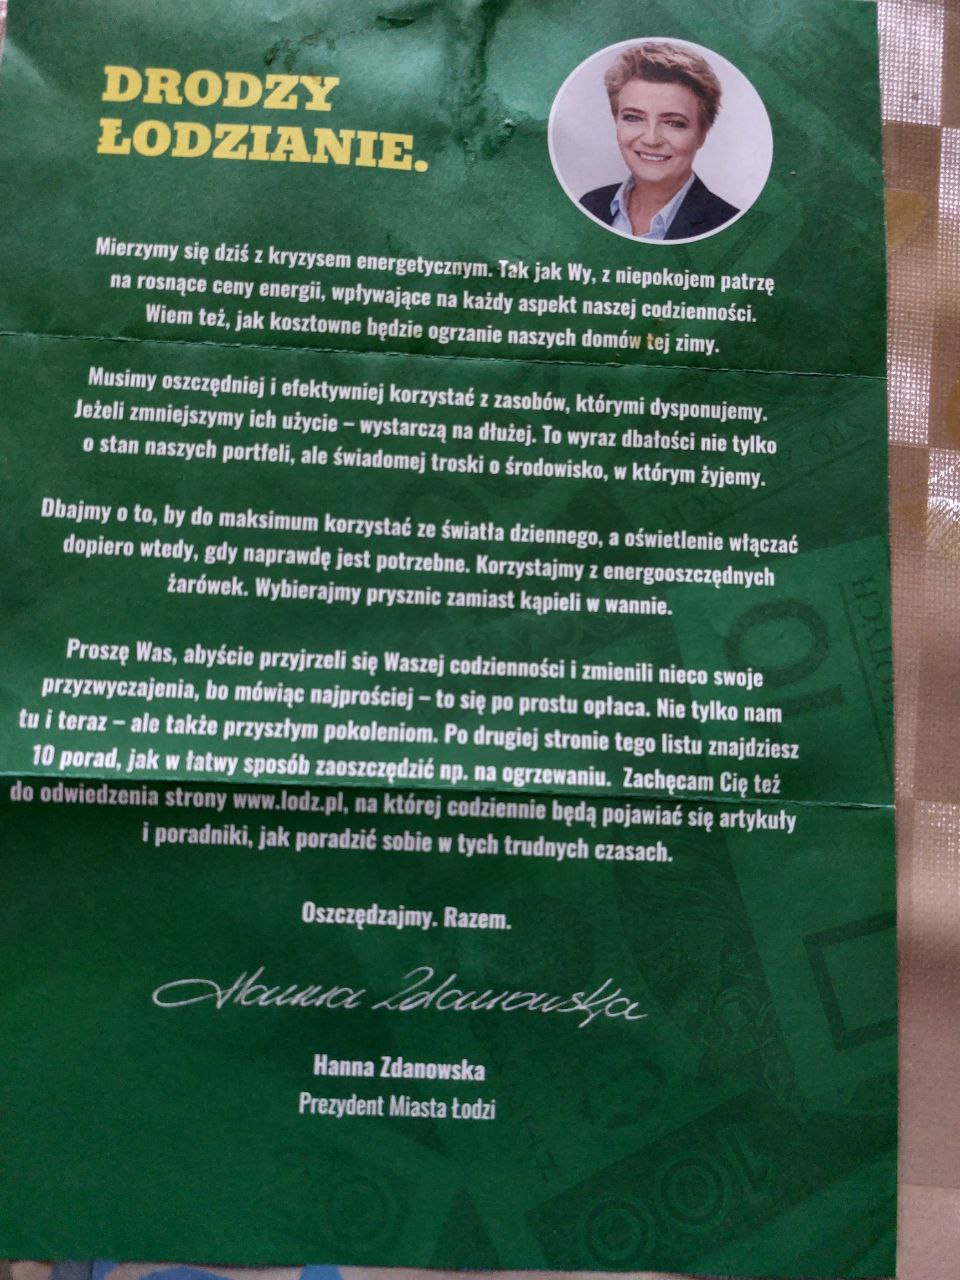 DRODZY
ŁODZIANIE.
Mierzymy się dziś z kryzysem energetycznym. Tak jak Wy, z niepokojem patrzę
na rosnące ceny energii, wpływające na każdy aspekt naszej codzienności.
Wiem też, jak kosztowne będzie ogrzanie naszych domów tej zimy.
Musimy oszczędniej i efektywniej korzystać z zasobów, którymi dysponujemy.
Jeżeli zmniejszymy ich użycie – wystarczą na dłużej. To wyraz dbałości nie tylko
o stan naszych portfeli, ale świadomej troski o środowisko, w którym żyjemy.
Dbajmy o to, by do maksimum korzystać ze światła dziennego, a oświetlenie włączać
dopiero wtedy, gdy naprawdę jest potrzebne. Korzystajmy z energooszczędnych
żarówek. Wybierajmy prysznic zamiast kąpieli w wannie.
Proszę Was, abyście przyjrzeli się Waszej codzienności i zmienili nieco swoje
przyzwyczajenia, bo mówiąc najprościej – to się po prostu opłaca. Nie tylko nam
tu i teraz – ale także przyszłym pokoleniom. Po drugiej stronie tego listu znajdziesz
10 porad, jak w łatwy sposób zaoszczędzić np. na ogrzewaniu. Zachęcam Cię też
do odwiedzenia strony www.lodz.pl, na której codziennie będą pojawiać się artykuły
i poradniki, jak poradzić sobie w tych trudnych czasach.
Oszczędzajmy. Razem.
Hanna Zdanowska
Hanna Zdanowska
Prezydent Miasta Łodzi
100